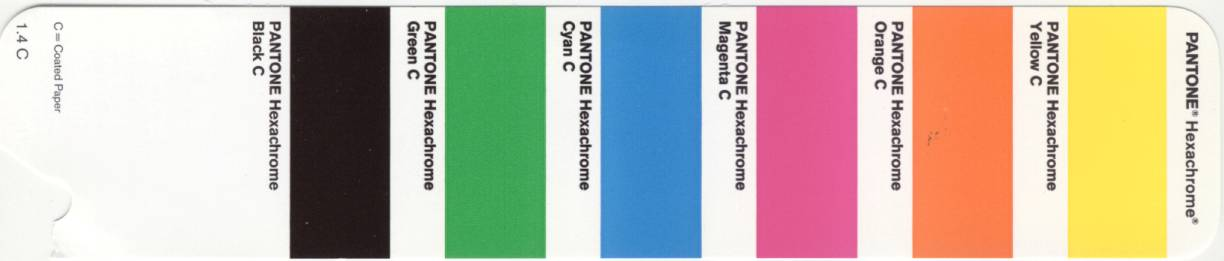 PANTONE® Hexachrome®
PANTONE Hexachrome
Yellow C
PANTONE Hexachrome
Orange C
PANTONE Hexachrome
Magenta C
PANTONE Hexachrome
Cyan C
PANTONE Hexachrome
Green C
PANTONE Hexachrome
Black C
C = Coated Paper
1.4 C